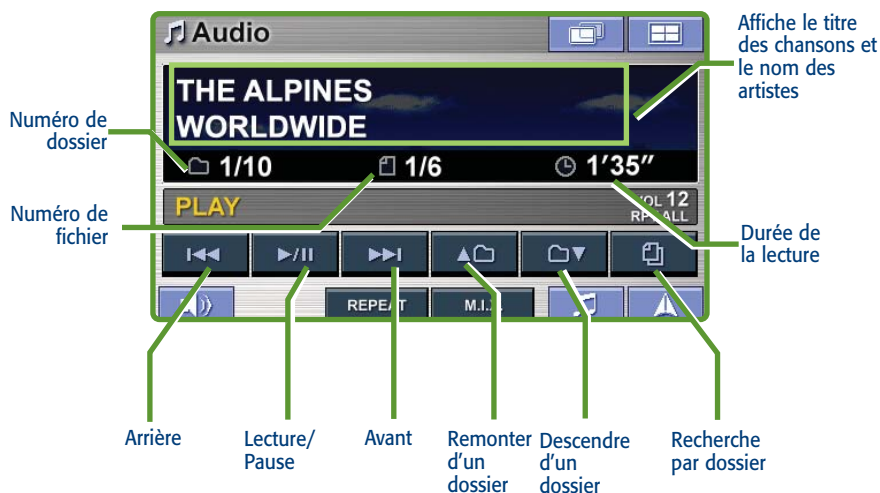 Audio
Affiche le titre
des chansons et
le nom des
artistes
THE ALPINES
WORLDWIDE
Numéro de
dossier
1/10
1/6
1’35”
PLAY
VOL 12
ALL
Numéro de
fichier
Durée de
la lecture
REPEAT
Arrière
Lecture/
Pause
Avant
Remonter
d’un
dossier
Descendre
d’un
dossier
Recherche
par dossier